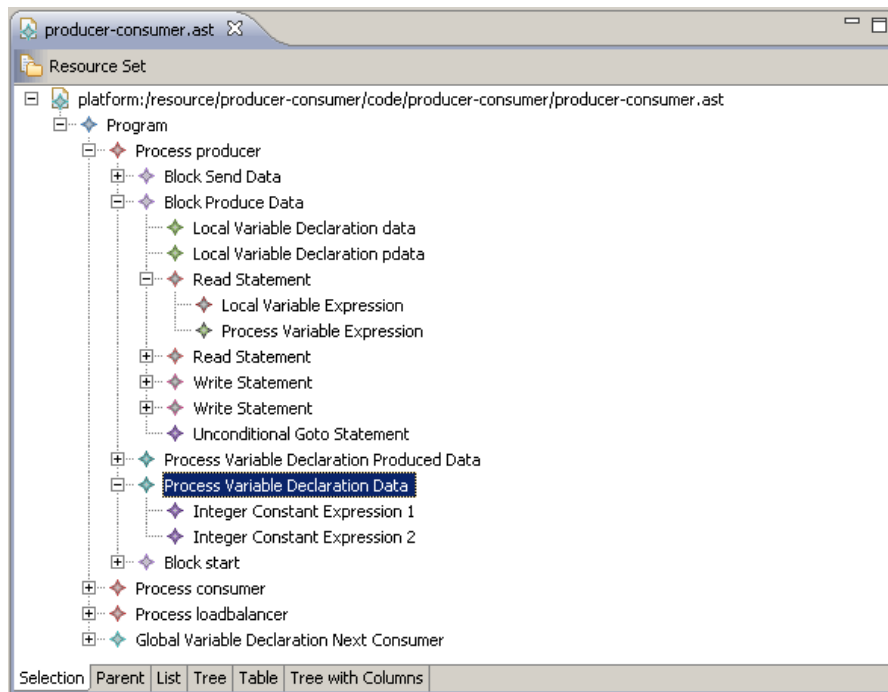 producer-consumer.ast
Resource Set
platform:/resource/producer-consumer/code/producer-consumer/producer-consumer.ast
Program
Process producer
Block Send Data
Block Produce Data
Local Variable Declaration data
Local Variable Declaration pdata
Read Statement
Local Variable Expression
Process Variable Expression
Read Statement
Write Statement
Write Statement
Unconditional Goto Statement
Process Variable Declaration Produced Data
Process Variable Declaration Data
Integer Constant Expression 1
Integer Constant Expression 2
Block start
Process consumer
Process loadbalancer
Global Variable Declaration Next Consumer
Selection Parent List Tree Table Tree with Columns